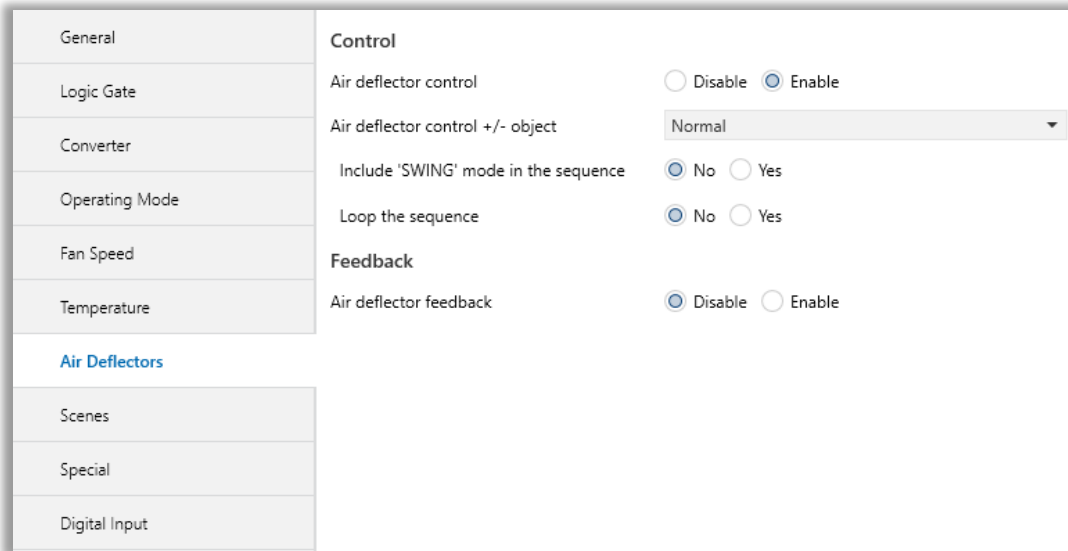 General
Logic Gate
Converter
Operating Mode
Fan Speed
Temperature
Air Deflectors
Scenes
Special
Digital Input
Control
Air deflector control Disable Enable
Air deflector control +/- object Normal
Include 'SWING' mode in the sequence No Yes
Loop the sequence No Yes
Feedback
Air deflector feedback Disable Enable